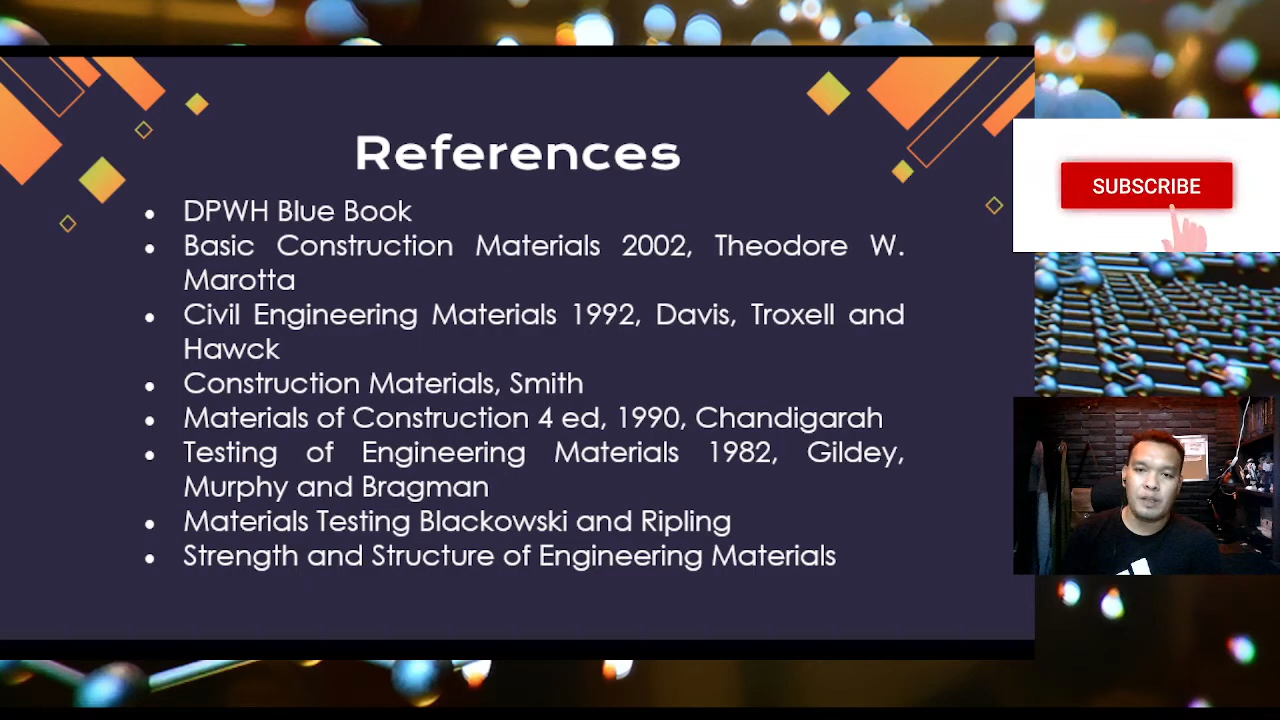 References
DPWH Blue Book
Basic Construction Materials 2002, Theodore W.
Marotta
Civil Engineering Materials 1992, Davis, Troxell and
Hawck
Construction Materials, Smith
Materials of Construction 4 ed, 1990, Chandigarah
Testing of Engineering Materials 1982, Gildey,
Murphy and Bragman
Materials Testing Blackowski and Ripling
Strength and Structure of Engineering Materials
SUBSCRIBE